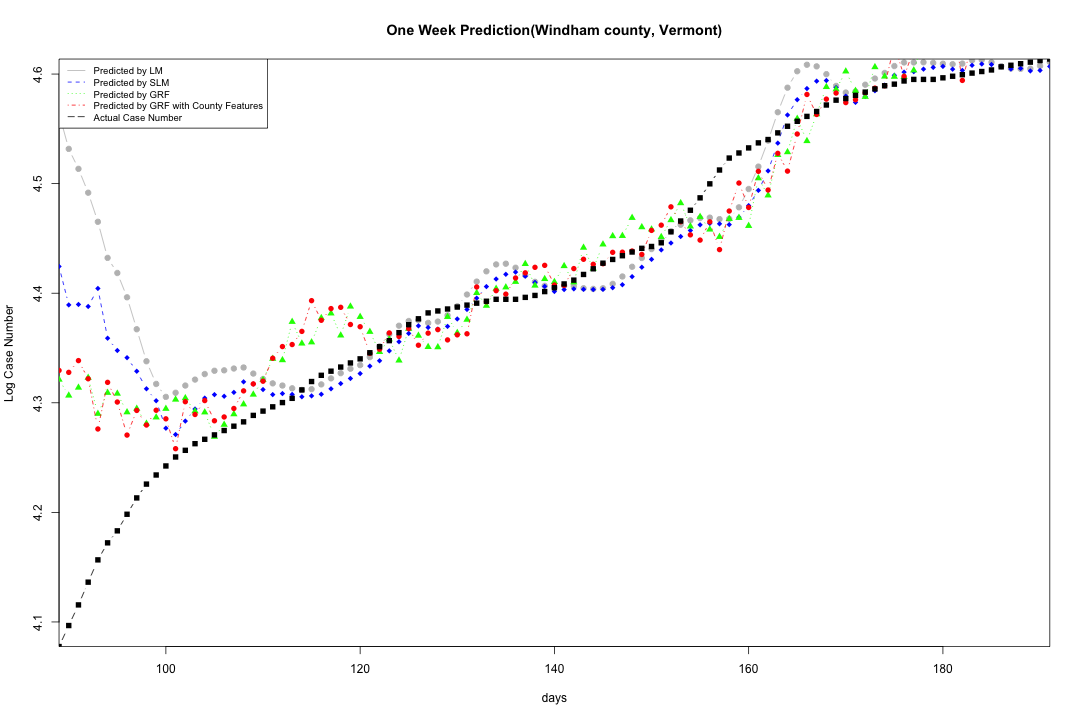 One Week Prediction(Windham county, Vermont)
Predicted by LM
Predicted by SLM
Predicted by GRF
Predicted by GRF with County Features
Actual Case Number
4.6
4.5
4.4
4.3
4.2
4.1
Log Case Number
100 120 140 160 180
days